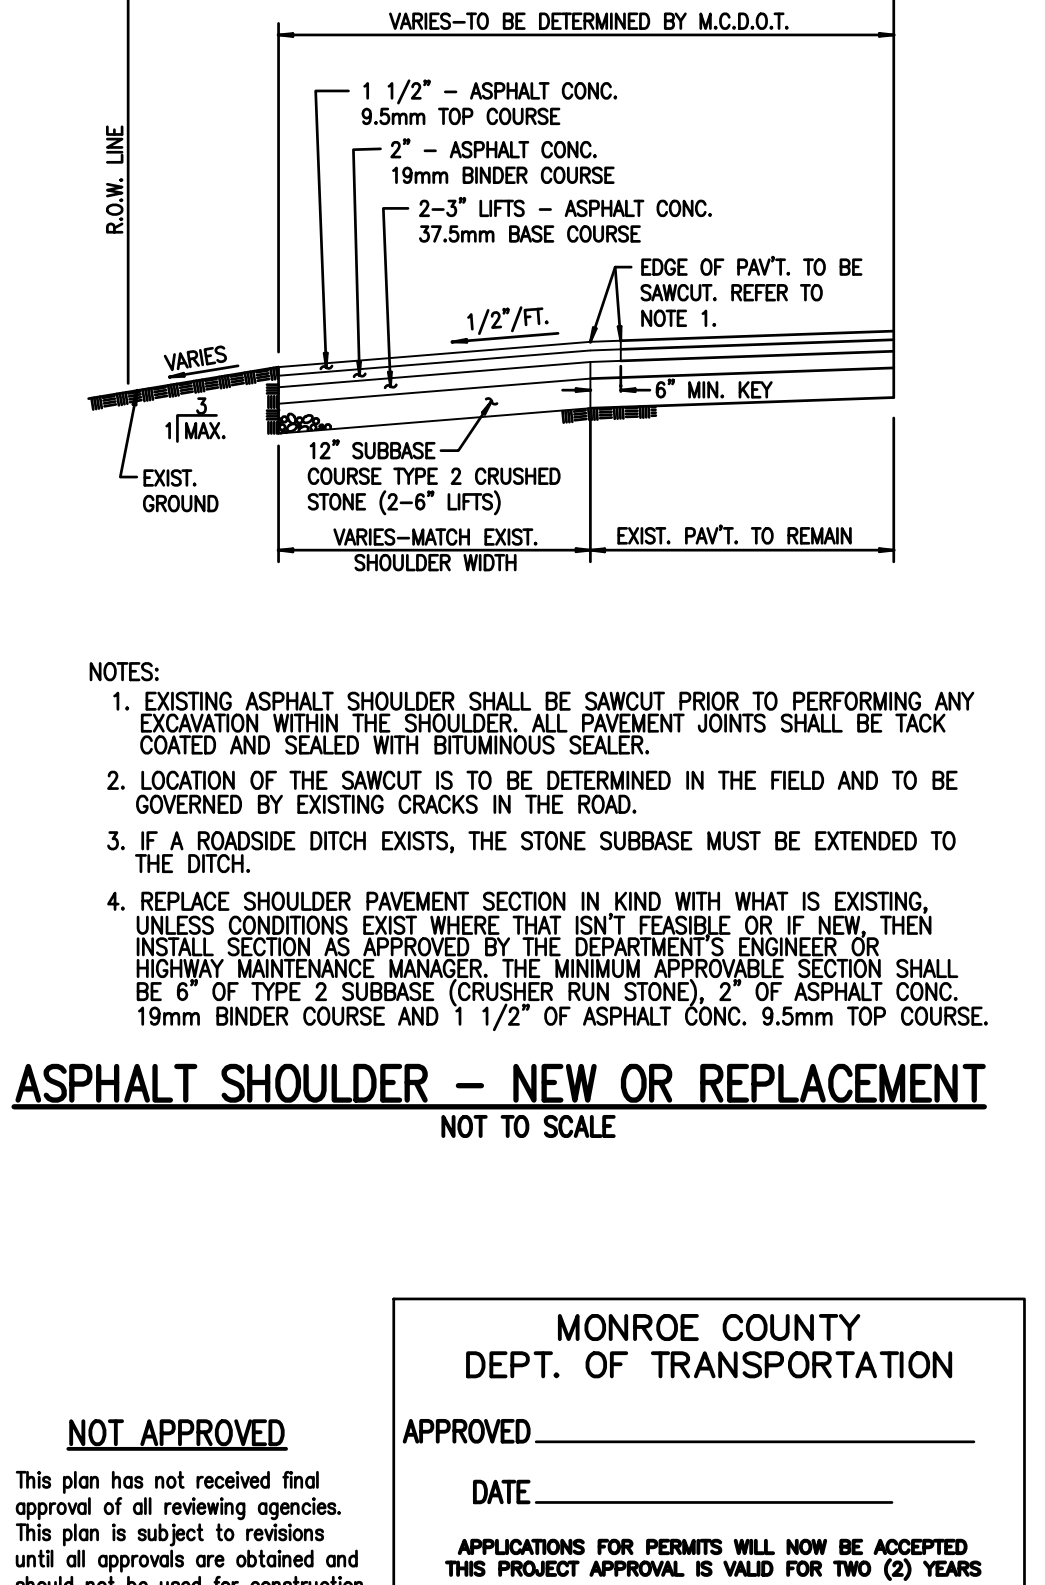 VARIES-TO BE DETERMINED BY M.C.D.O.T.
1 1/2" - ASPHALT CONC.
9.5mm TOP COURSE
2" - ASPHALT CONC.
19mm BINDER COURSE
R.O.W. LINE
2-3" LIFTS - ASPHALT CONC.
37.5mm BASE COURSE
EDGE OF PAV'T. TO BE
SAWCUT. REFER TO
NOTE 1.
1/2"/FT.
VARIES
3
1 MAX.
6" MIN. KEY
EXIST.
GROUND
12" SUBBASE
COURSE TYPE 2 CRUSHED
STONE (2-6" LIFTS)
VARIES-MATCH EXIST.
SHOULDER WIDTH
EXIST. PAV'T. TO REMAIN
NOTES:
1. EXISTING ASPHALT SHOULDER SHALL BE SAWCUT PRIOR TO PERFORMING ANY
EXCAVATION WITHIN THE SHOULDER. ALL PAVEMENT JOINTS SHALL BE TACK
COATED AND SEALED WITH BITUMINOUS SEALER.
2. LOCATION OF THE SAWCUT IS TO BE DETERMINED IN THE FIELD AND TO BE
GOVERNED BY EXISTING CRACKS IN THE ROAD.
3. IF A ROADSIDE DITCH EXISTS, THE STONE SUBBASE MUST BE EXTENDED TO
THE DITCH.
4. REPLACE SHOULDER PAVEMENT SECTION IN KIND WITH WHAT IS EXISTING,
UNLESS CONDITIONS EXIST WHERE THAT ISN'T FEASIBLE OR IF NEW, THEN
INSTALL SECTION AS APPROVED BY THE DEPARTMENT'S ENGINEER OR
HIGHWAY MAINTENANCE MANAGER. THE MINIMUM APPROVABLE SECTION SHALL
BE 6" OF TYPE 2 SUBBASE (CRUSHER RUN STONE), 2" OF ASPHALT CONC.
19mm BINDER COURSE AND 1 1/2" OF ASPHALT CONC. 9.5mm TOP COURSE.
ASPHALT SHOULDER - NEW OR REPLACEMENT
NOT TO SCALE
MONROE COUNTY
DEPT. OF TRANSPORTATION
APPROVED
DATE
APPLICATIONS FOR PERMITS WILL NOW BE ACCEPTED
THIS PROJECT APPROVAL IS VALID FOR TWO (2) YEARS
NOT APPROVED
This plan has not received final
approval of all reviewing agencies.
This plan is subject to revisions
until all approvals are obtained and
should not be used for construction